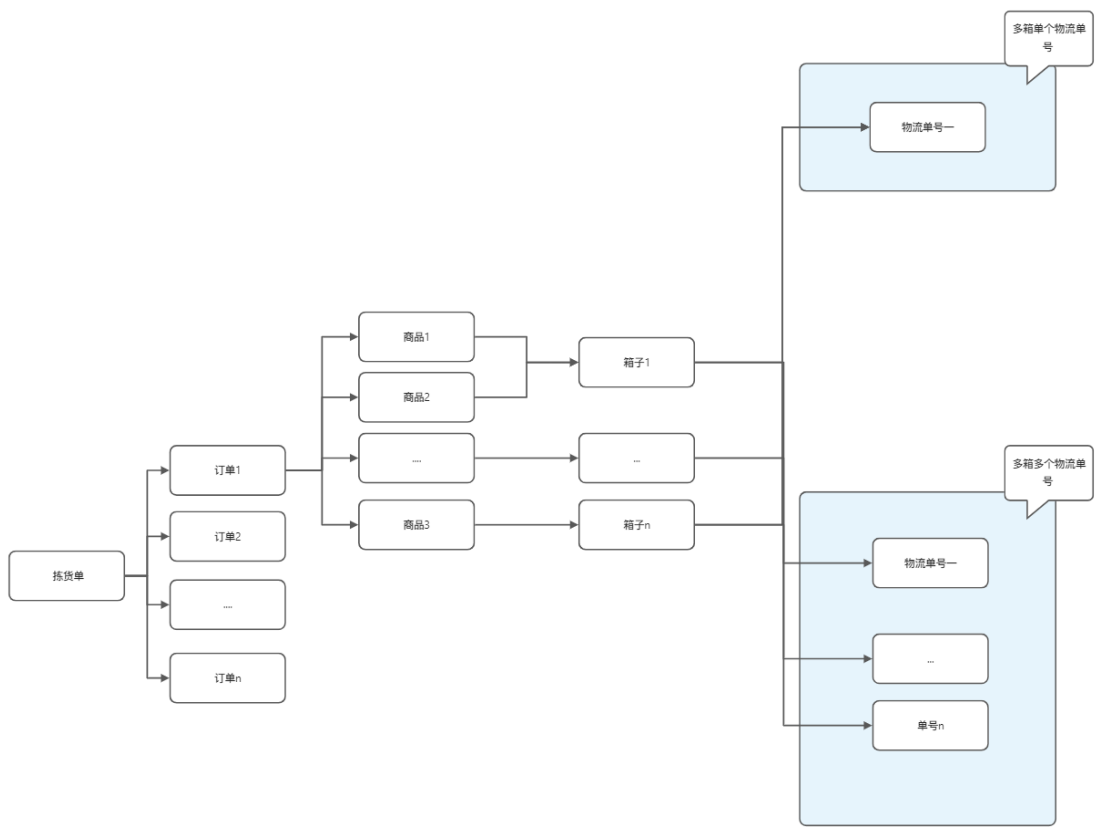 多箱单个物流单
号
物流单号一
商品1
商品2
....
商品3
箱子1
...
箱子n
订单1
订单2
....
订单n
拣货单
多箱多个物流单
号
物流单号一
...
单号n